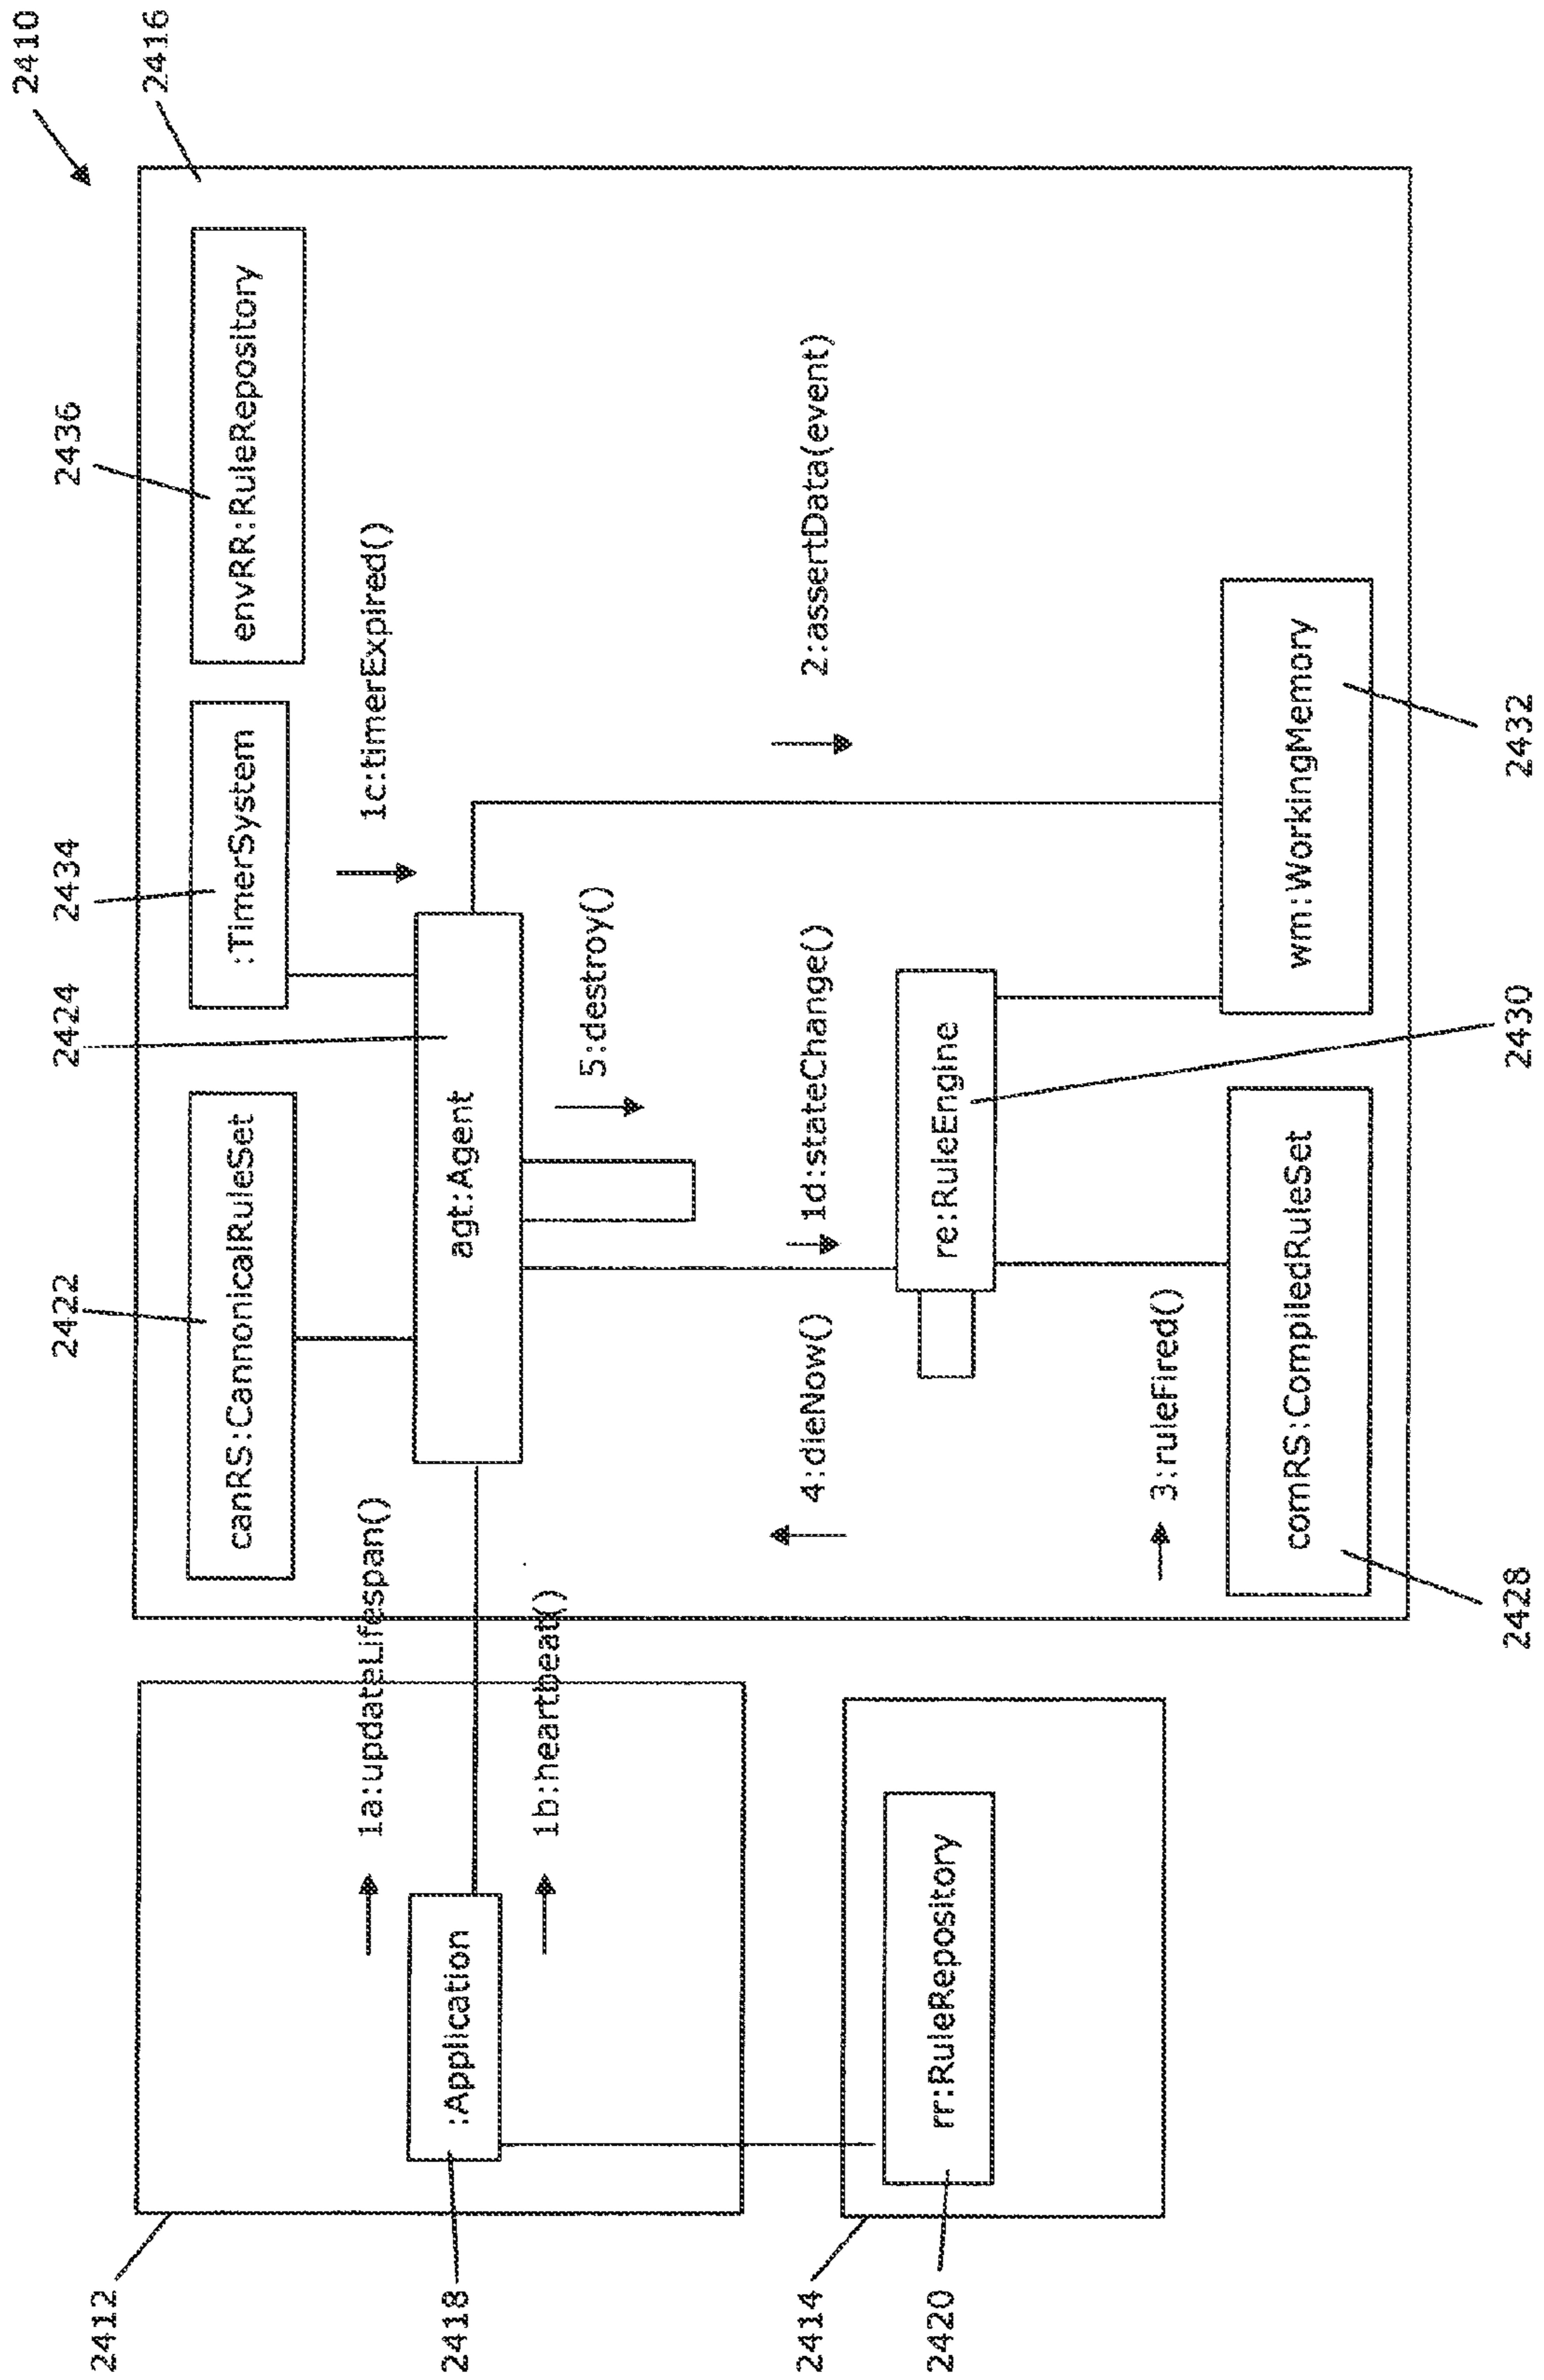 2410
2416
2436
2434
2424
2422
envRR:RuleRepository
:TimerSystem
canRS:CannonicalRuleSet
1c:timerExpired()
1a:updateLifespan()
agt:Agent
:Application
1b:heartbeat()
5:destroy()
2:assertData(event)
1d:stateChange()
4:dieNow()
re:RuleEngine
rr:RuleRepository
3:ruleFired()
wm:WorkingMemory
comRS:CompiledRuleSet
2412
2418
2414
2420
2428
2430
2432